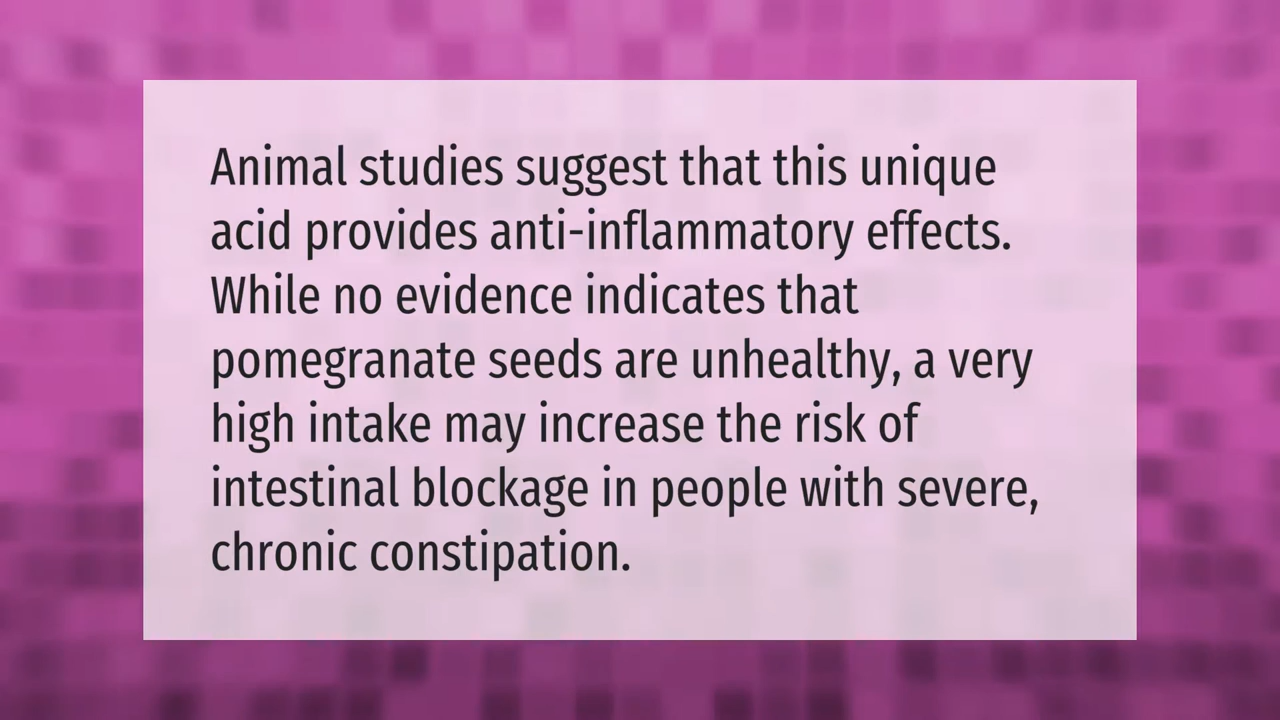 Animal studies suggest that this unique
acid provides anti-inflammatory effects.
While no evidence indicates that
pomegranate seeds are unhealthy, a very
high intake may increase the risk of
intestinal blockage in people with severe,
chronic constipation.